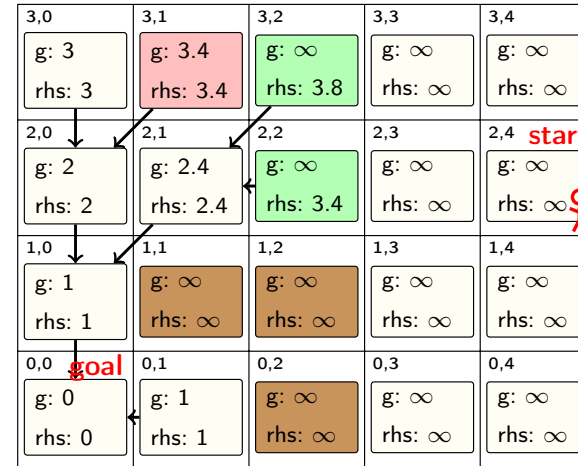 3,0 3,1 3,2 3,3 3,4
g: 3 g: 3.4 g: ∞ g: ∞ g: ∞
rhs: 3 rhs: 3.4 rhs: 3.8 rhs: ∞ rhs: ∞
2,0 2,1 2,2 2,3 2,4 star
g: 2 g: 2.4 g: ∞ g: ∞ g: ∞
rhs: 2 rhs: 2.4 rhs: 3.4 rhs: ∞ rhs: ∞
1,0 1,1 1,2 1,3 1,4
g: 1 g: ∞ g: ∞ g: ∞ g: ∞
rhs: 1 rhs: ∞ rhs: ∞ rhs: ∞ rhs: ∞
0,0 goal 0,1 0,2 0,3 0,4
g: 0 g: 1 g: ∞ g: ∞ g: ∞
rhs: 0 rhs: 1 rhs: ∞ rhs: ∞ rhs: ∞